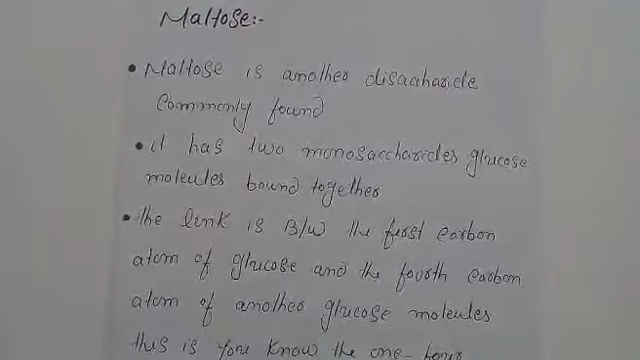 Maltose:-
• Maltose is another disaccharide
commonly found
• it has two monosaccharides glucose
moleules bound together
• the link is B/w the first carbon
atom of glucose and the fourth carbon
atom of another glucose molecules
this is you know the one-four